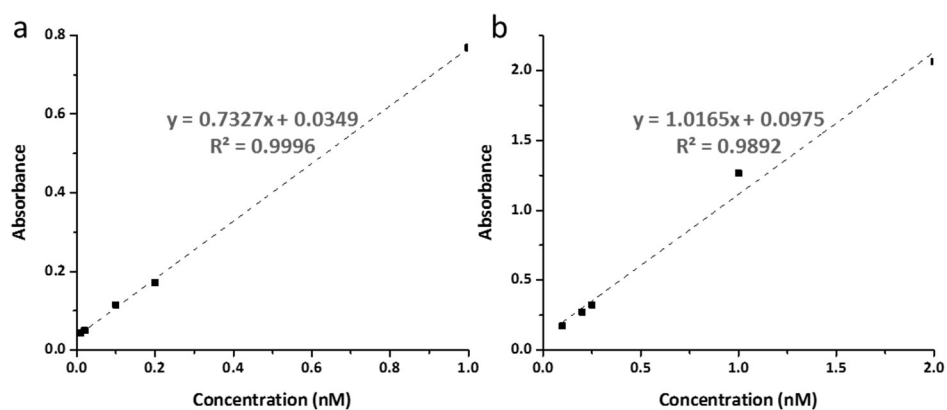 a
0.8
0.6
0.4
0.2
0.0
Absorbance
y = 0.7327x + 0.0349
R² = 0.9996
0.0 0.2 0.4 0.6 0.8 1.0
Concentration (nM)
b
2.0
1.5
1.0
0.5
0.0
Absorbance
y = 1.0165x + 0.0975
R² = 0.9892
0.0 0.5 1.0 1.5 2.0
Concentration (nM)